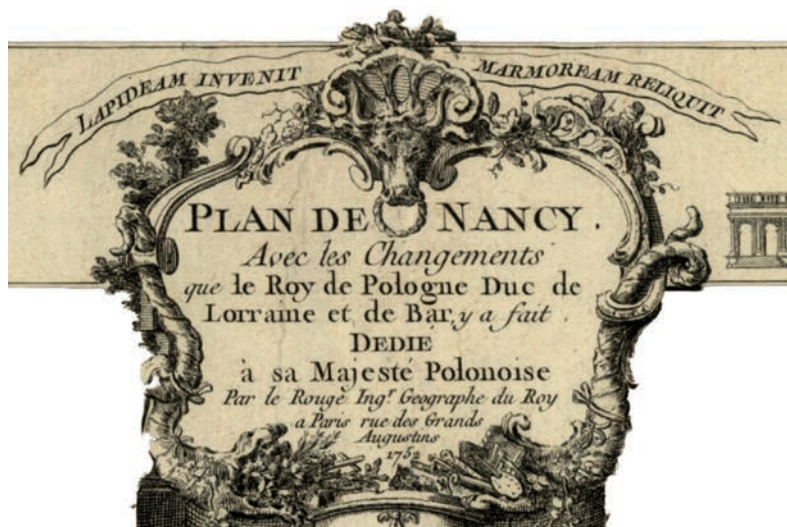 LAPIDEAM INVENIT MARMOREAM RELIQUIT
PLAN DE NANCY.
Avec les Changements
que le Roy de Pologne Duc de
Lorraine et de Bar, y a fait.
DEDIE
à sa Majesté Polonoise
Par le Rouge Ingr. Geographe du Roy
a Paris rue des Grands
Augustins
1752